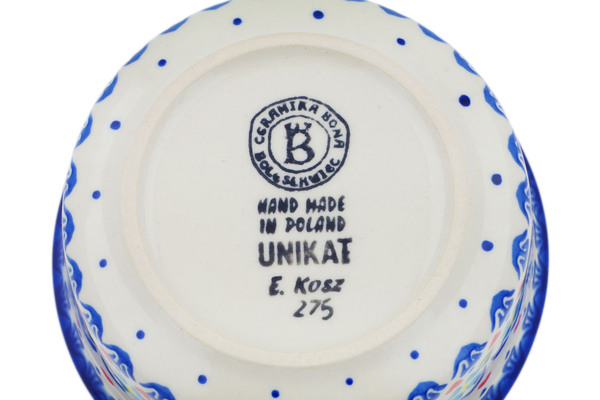 CERAMIKA BONA
BOLESŁAWIEC
B
HAND MADE
IN POLAND
UNIKAT
E. Kosz
275